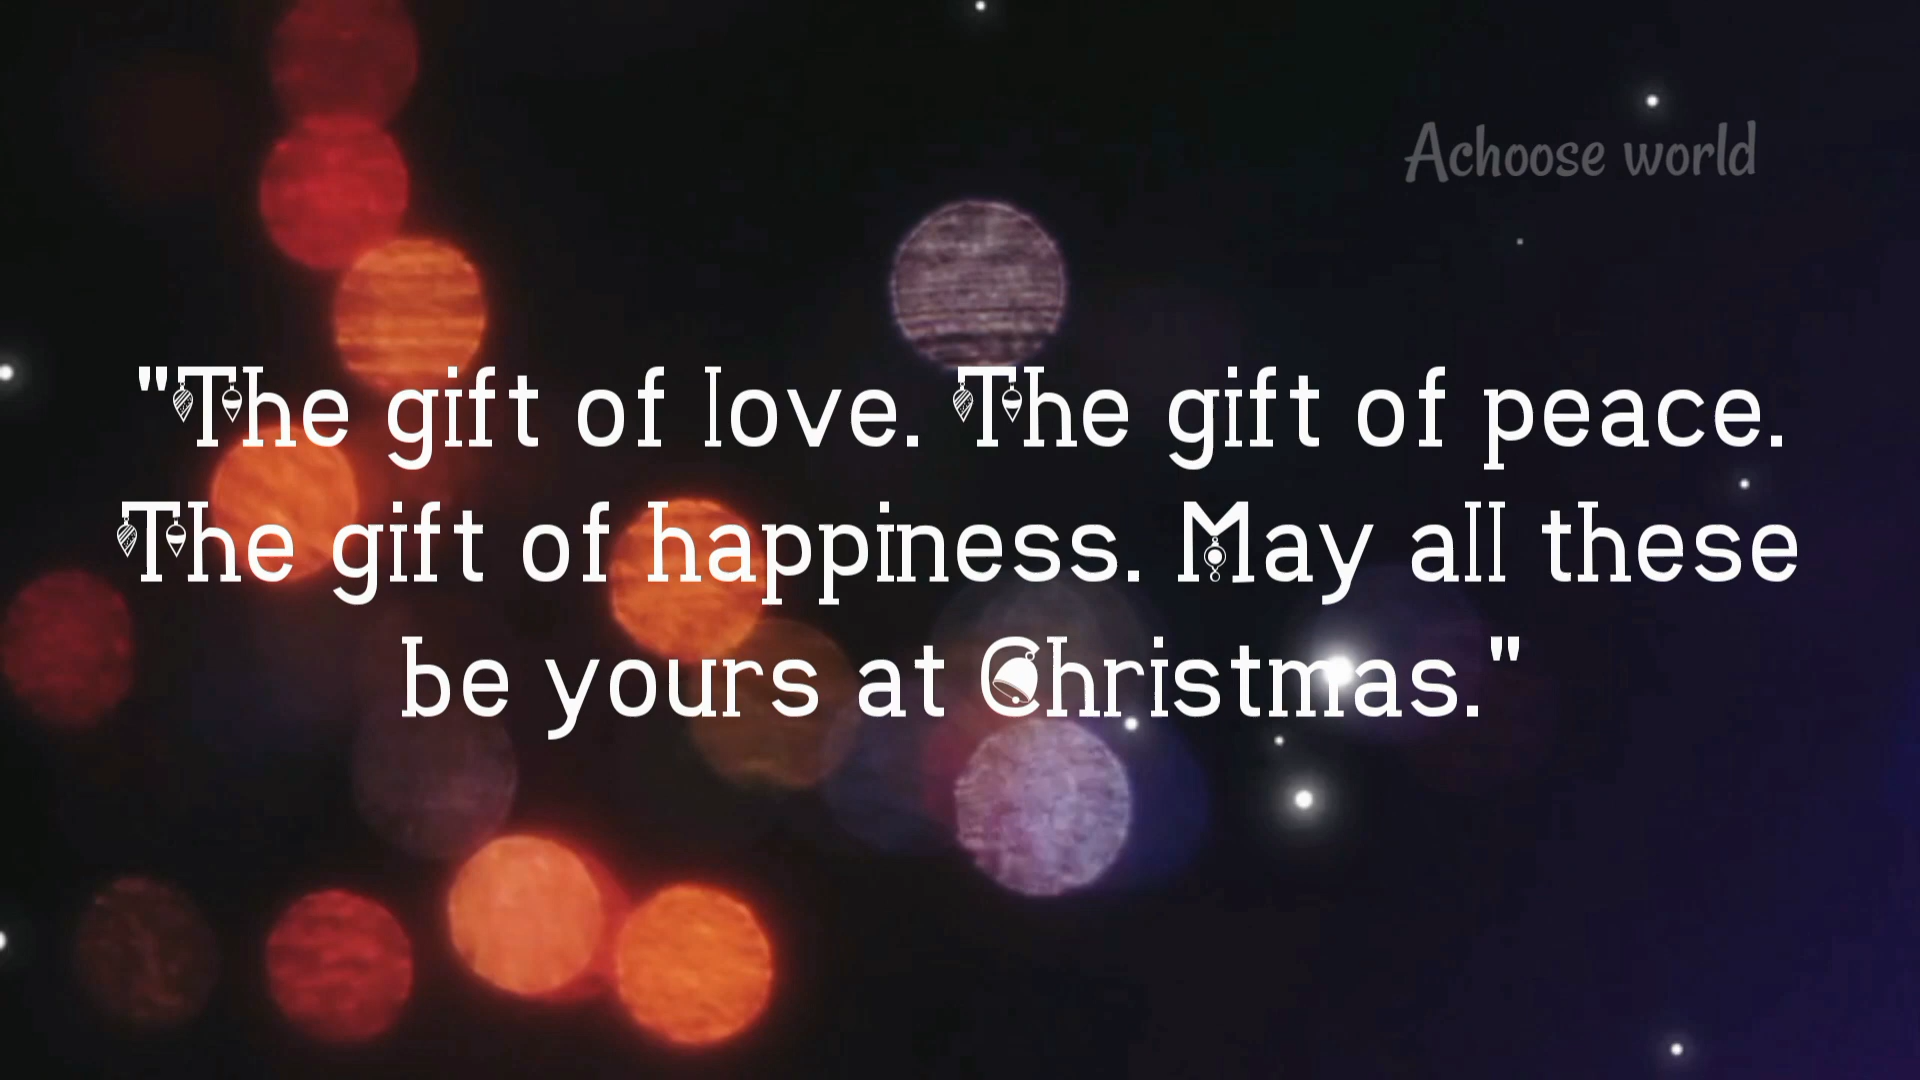 Achoose world
"The gift of love. The gift of peace.
The gift of happiness. May all these
be yours at Christmas."